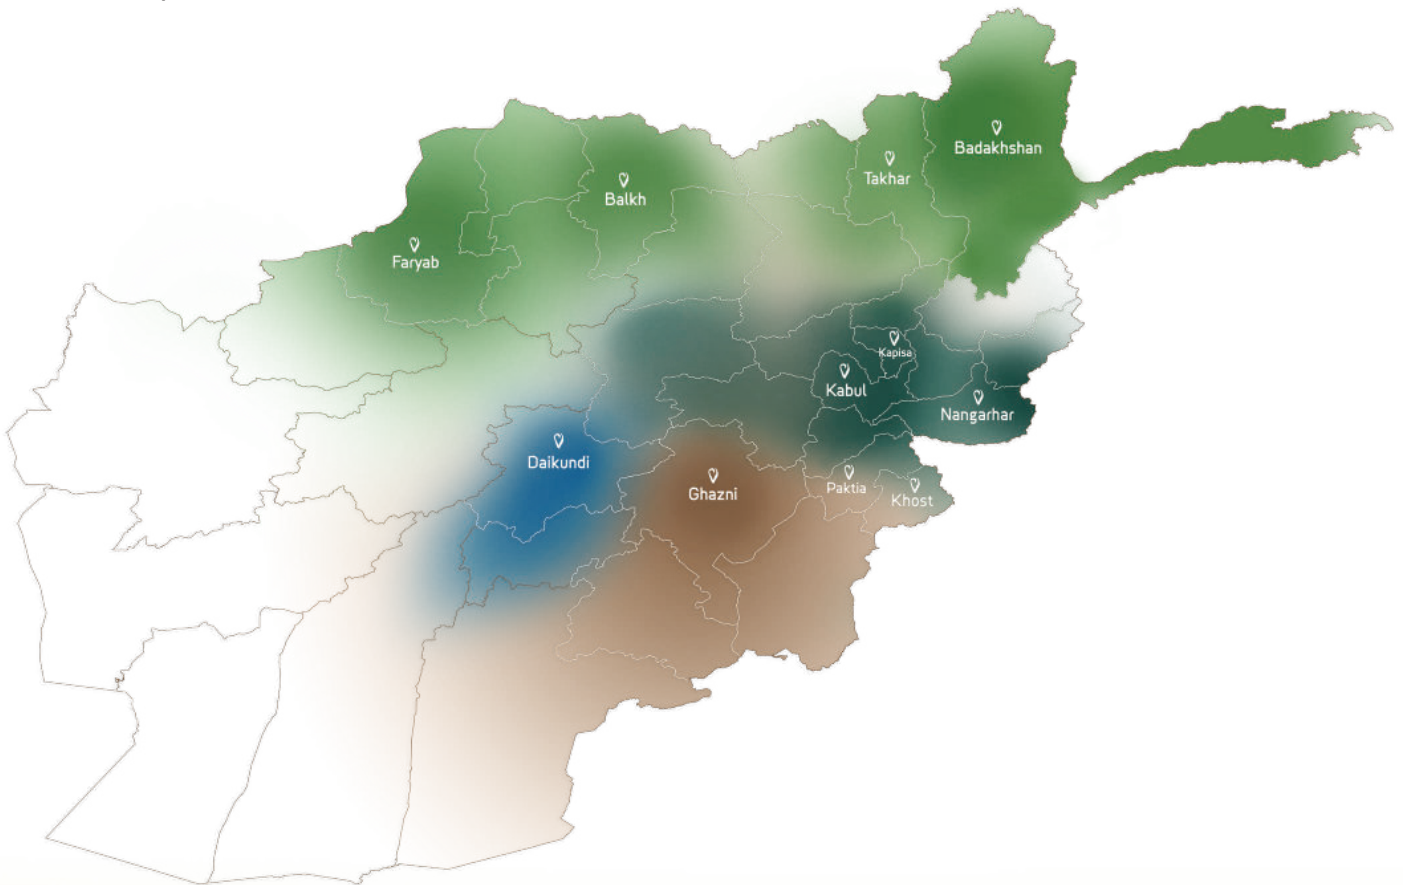 Badakhshan
Takhar
Balkh
Faryab
Kapisa
Kabul
Nangarhar
Daikundi
Ghazni
Paktia
Khost